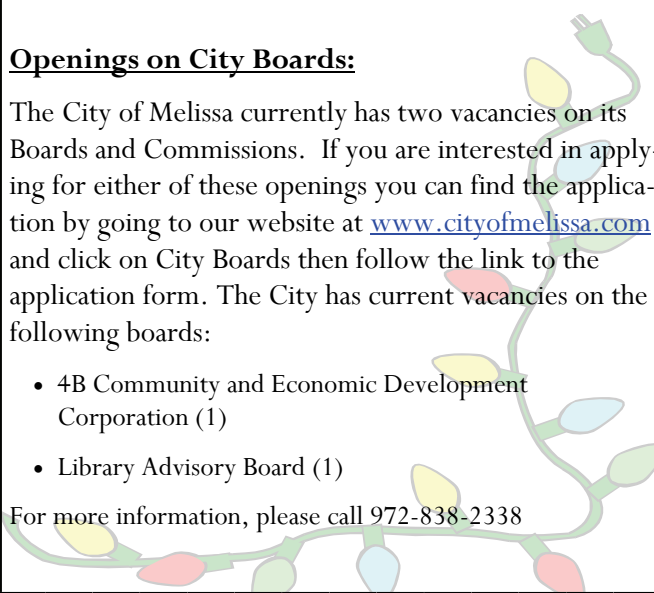 Openings on City Boards:
The City of Melissa currently has two vacancies on its
Boards and Commissions.  If you are interested in apply-
ing for either of these openings you can find the applica-
tion by going to our website at www.cityofmelissa.com
and click on City Boards then follow the link to the
application form. The City has current vacancies on the
following boards:
• 4B Community and Economic Development
Corporation (1)
• Library Advisory Board (1)
For more information, please call 972-838-2338